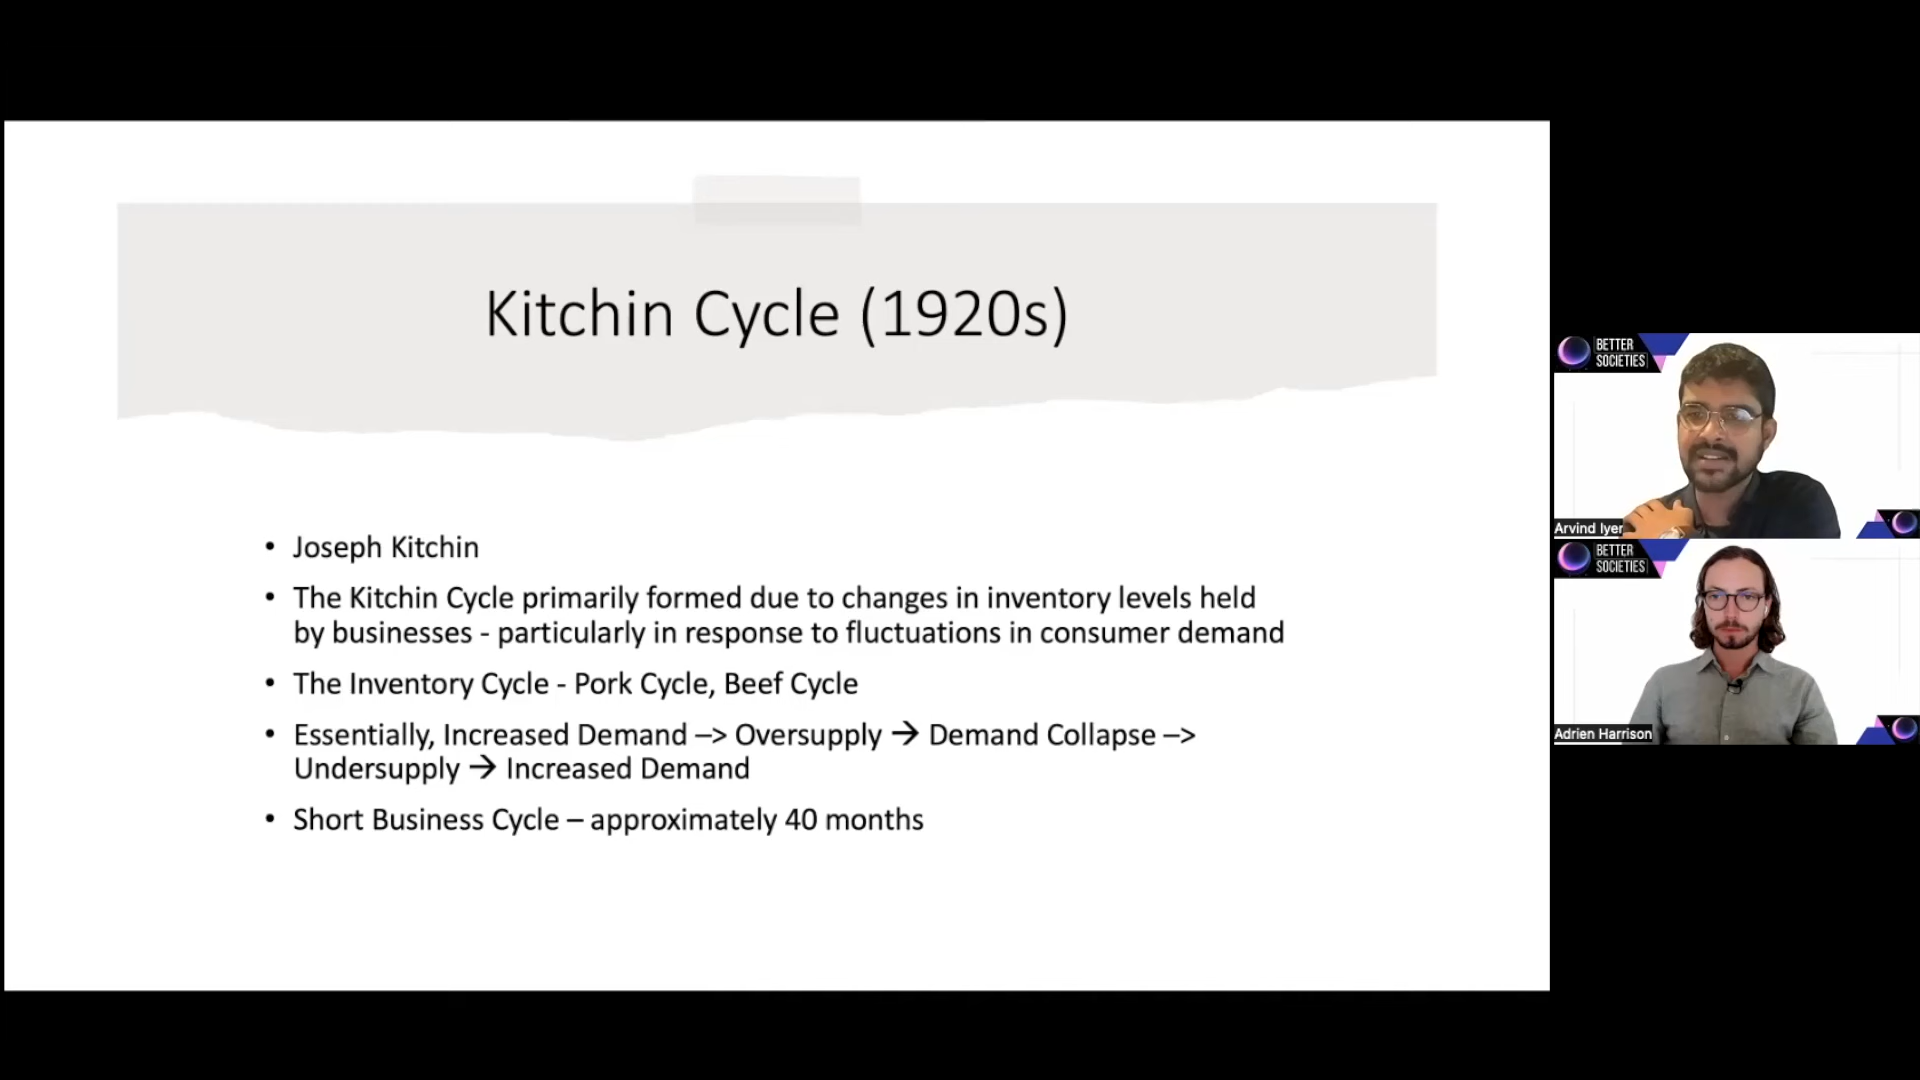 Kitchin Cycle (1920s)
• Joseph Kitchin
• The Kitchin Cycle primarily formed due to changes in inventory levels held
by businesses - particularly in response to fluctuations in consumer demand
• The Inventory Cycle - Pork Cycle, Beef Cycle
• Essentially, Increased Demand –> Oversupply → Demand Collapse –>
Undersupply → Increased Demand
• Short Business Cycle – approximately 40 months
BETTER
SOCIETIES
Arvind Iyer
BETTER
SOCIETIES
Adrien Harrison